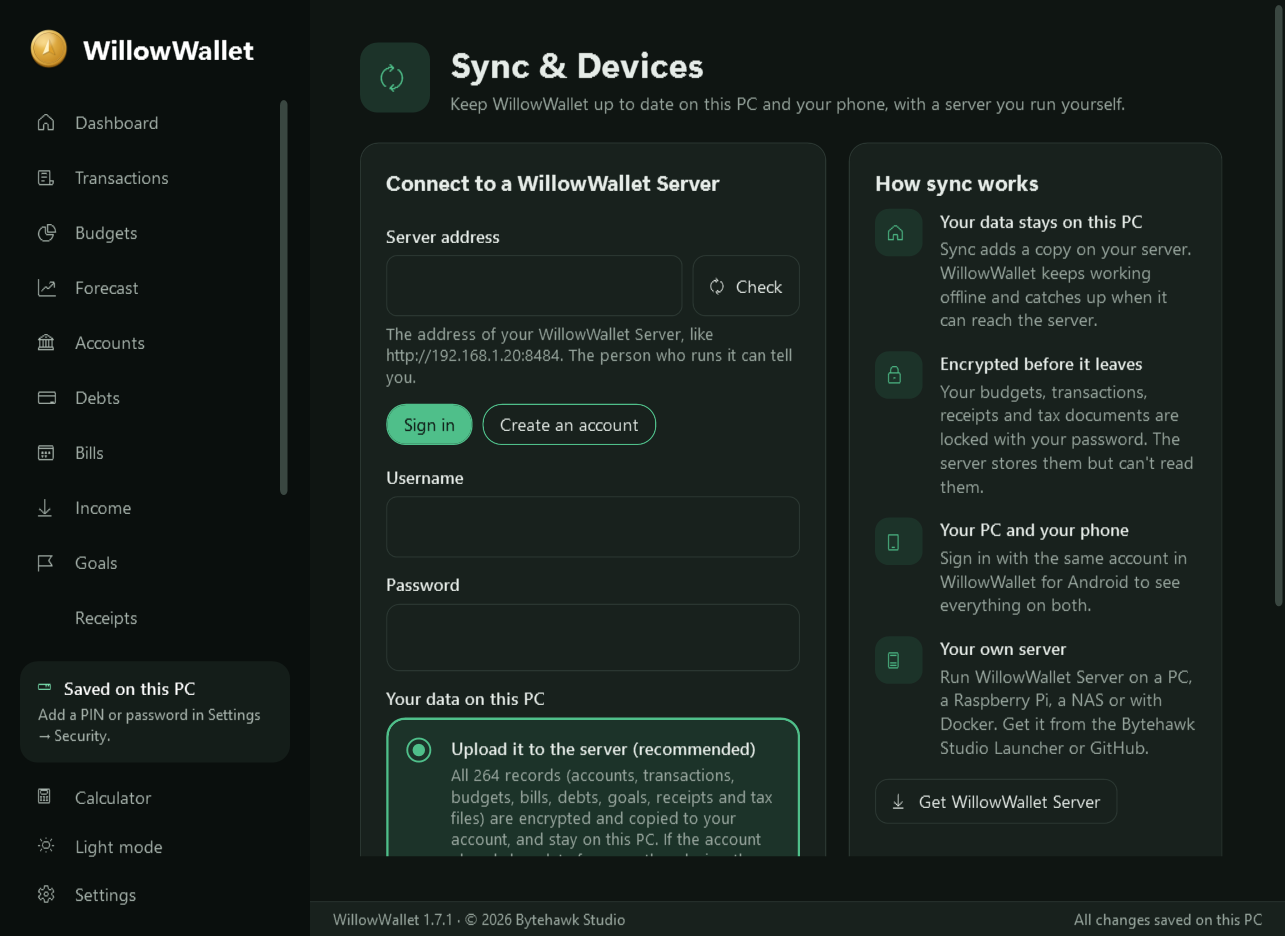 WillowWallet
Dashboard
Transactions
Budgets
Forecast
Accounts
Debts
Bills
Income
Goals
Receipts
Saved on this PC
Add a PIN or password in Settings
→ Security.
Calculator
Light mode
Settings
Sync & Devices
Keep WillowWallet up to date on this PC and your phone, with a server you run yourself.
Connect to a WillowWallet Server
Server address
Check
The address of your WillowWallet Server, like
http://192.168.1.20:8484. The person who runs it can tell
you.
Sign in
Create an account
Username
Password
Your data on this PC
Upload it to the server (recommended)
All 264 records (accounts, transactions,
budgets, bills, debts, goals, receipts and tax
files) are encrypted and copied to your
account, and stay on this PC. If the account
How sync works
Your data stays on this PC
Sync adds a copy on your server.
WillowWallet keeps working
offline and catches up when it
can reach the server.
Encrypted before it leaves
Your budgets, transactions,
receipts and tax documents are
locked with your password. The
server stores them but can't read
them.
Your PC and your phone
Sign in with the same account in
WillowWallet for Android to see
everything on both.
Your own server
Run WillowWallet Server on a PC,
a Raspberry Pi, a NAS or with
Docker. Get it from the Bytehawk
Studio Launcher or GitHub.
Get WillowWallet Server
WillowWallet 1.7.1 · © 2026 Bytehawk Studio
All changes saved on this PC